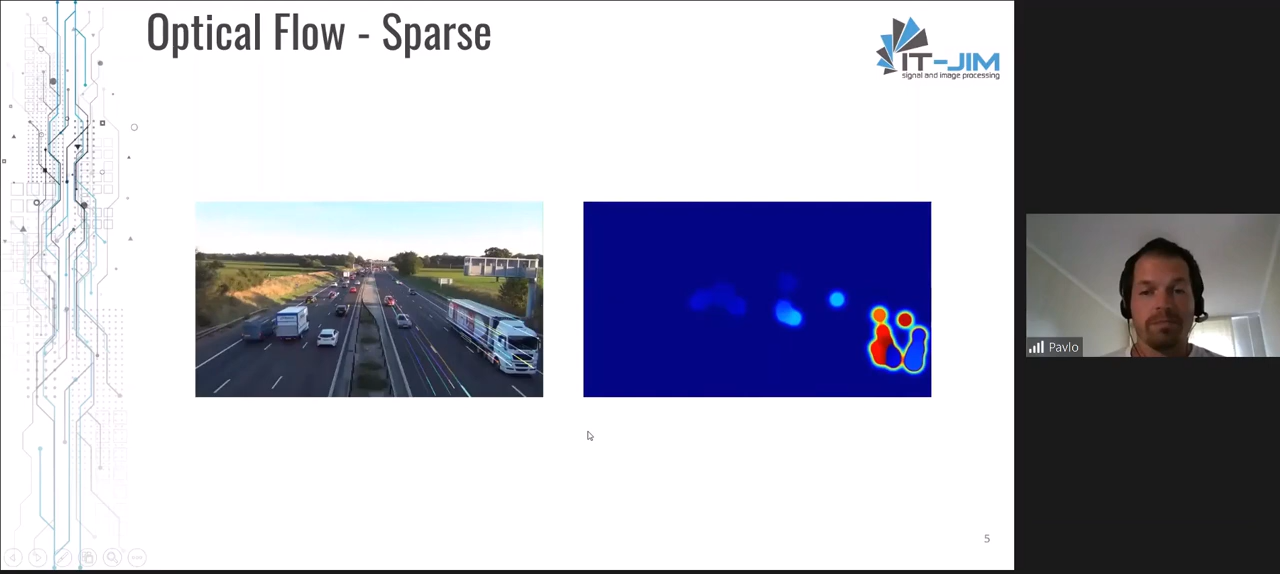 Optical Flow - Sparse
IT-JIM
signal and image processing
Pavlo
5